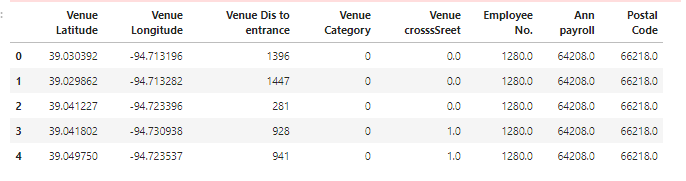 Venue Latitude Venue Longitude Venue Dis to entrance Venue Category Venue crosssSreet Employee No. Ann payroll Postal Code
0 39.030392 -94.713196 1396 0 0.0 1280.0 64208.0 66218.0
1 39.029862 -94.713282 1447 0 0.0 1280.0 64208.0 66218.0
2 39.041227 -94.723396 281 0 0.0 1280.0 64208.0 66218.0
3 39.041802 -94.730938 928 0 1.0 1280.0 64208.0 66218.0
4 39.049750 -94.723537 941 0 1.0 1280.0 64208.0 66218.0